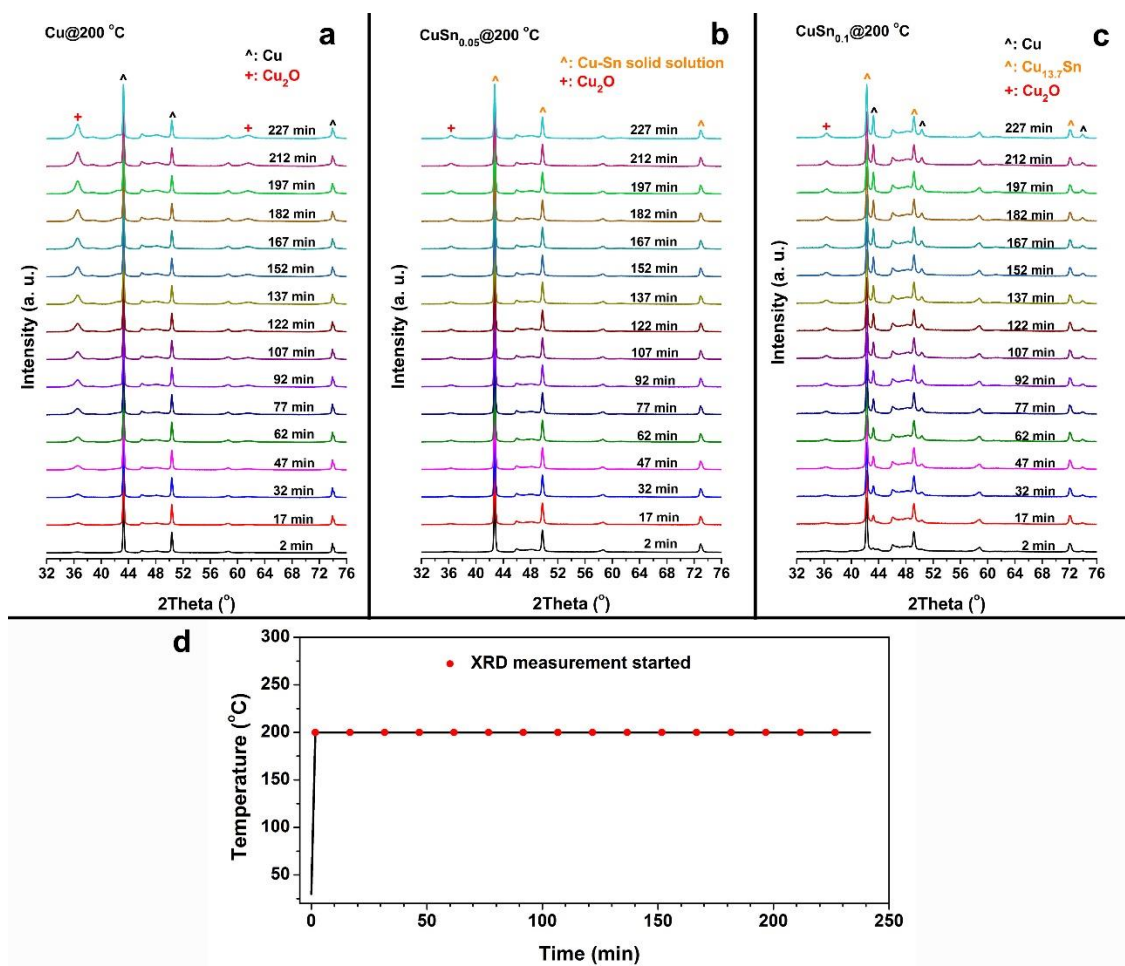 Cu@200 °C
a
^: Cu
+: Cu₂O
227 min
212 min
197 min
182 min
167 min
152 min
137 min
122 min
107 min
92 min
77 min
62 min
47 min
32 min
17 min
2 min
Intensity (a. u.)
32 36 40 44 48 52 56 60 64 68 72 76
2Theta (°)
CuSn₀.₀₅@200 °C
b
^: Cu-Sn solid solution
+: Cu₂O
227 min
212 min
197 min
182 min
167 min
152 min
137 min
122 min
107 min
92 min
77 min
62 min
47 min
32 min
17 min
2 min
Intensity (a. u.)
32 36 40 44 48 52 56 60 64 68 72 76
2Theta (°)
CuSn₀.₁@200 °C
c
^: Cu
^: Cu₁₃.₇Sn
+: Cu₂O
227 min
212 min
197 min
182 min
167 min
152 min
137 min
122 min
107 min
92 min
77 min
62 min
47 min
32 min
17 min
2 min
Intensity (a. u.)
32 36 40 44 48 52 56 60 64 68 72 76
2Theta (°)
d
XRD measurement started
Temperature (°C)
300
250
200
150
100
50
0 50 100 150 200 250
Time (min)